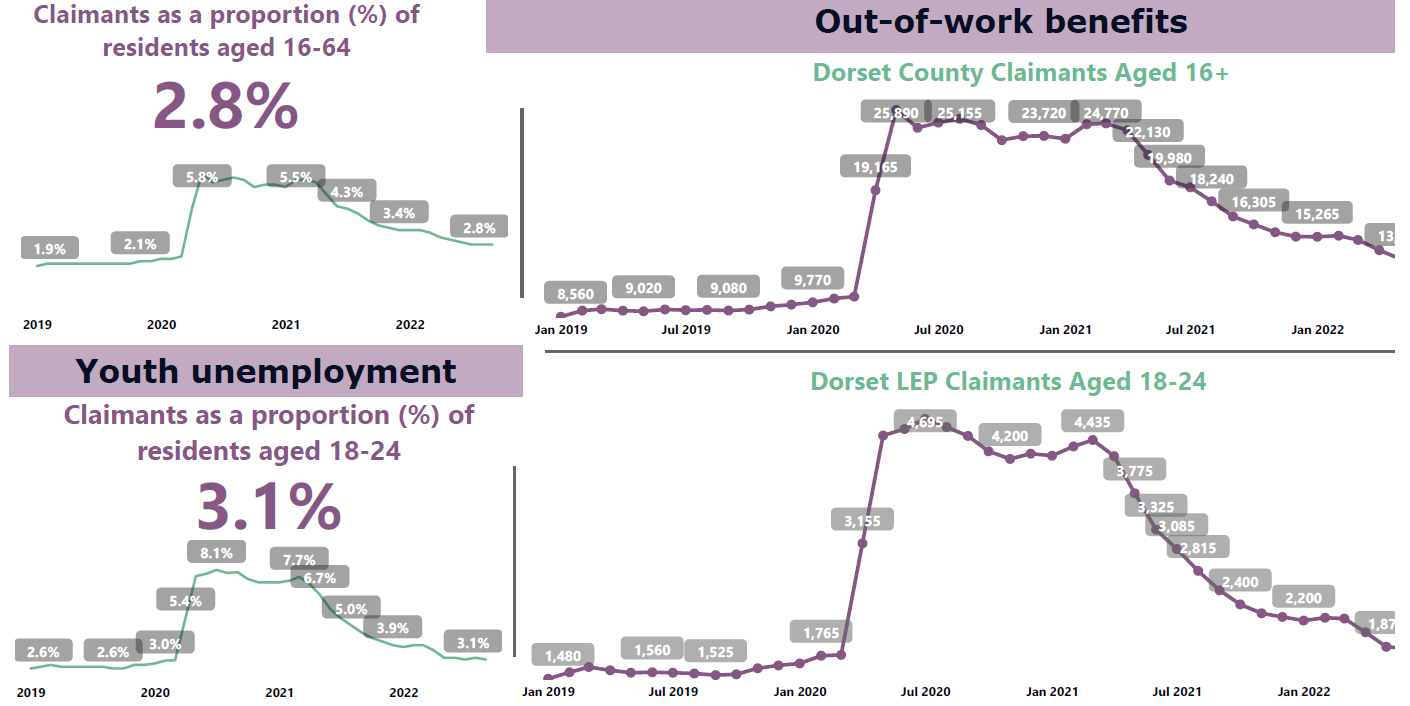 Claimants as a proportion (%) of
residents aged 16-64
2.8%
5.8%
5.5%
4.3%
3.4%
2.8%
2.1%
1.9%
2019 2020 2021 2022
Out-of-work benefits
Dorset County Claimants Aged 16+
25,890 25,155 23,720 24,770
22,130
19,980
19,165
18,240
16,305
15,265
13,
9,770
9,080
9,020
8,560
Jan 2019 Jul 2019 Jan 2020 Jul 2020 Jan 2021 Jul 2021 Jan 2022
Youth unemployment
Claimants as a proportion (%) of
residents aged 18-24
3.1%
8.1%
7.7%
6.7%
5.4%
5.0%
3.9%
3.1%
3.0%
2.6% 2.6%
2019 2020 2021 2022
Dorset LEP Claimants Aged 18-24
4,695 4,435
4,200
3,775
3,325
3,155
3,085
2,815
2,400
2,200
1,87
1,765
1,480 1,560 1,525
Jan 2019 Jul 2019 Jan 2020 Jul 2020 Jan 2021 Jul 2021 Jan 2022